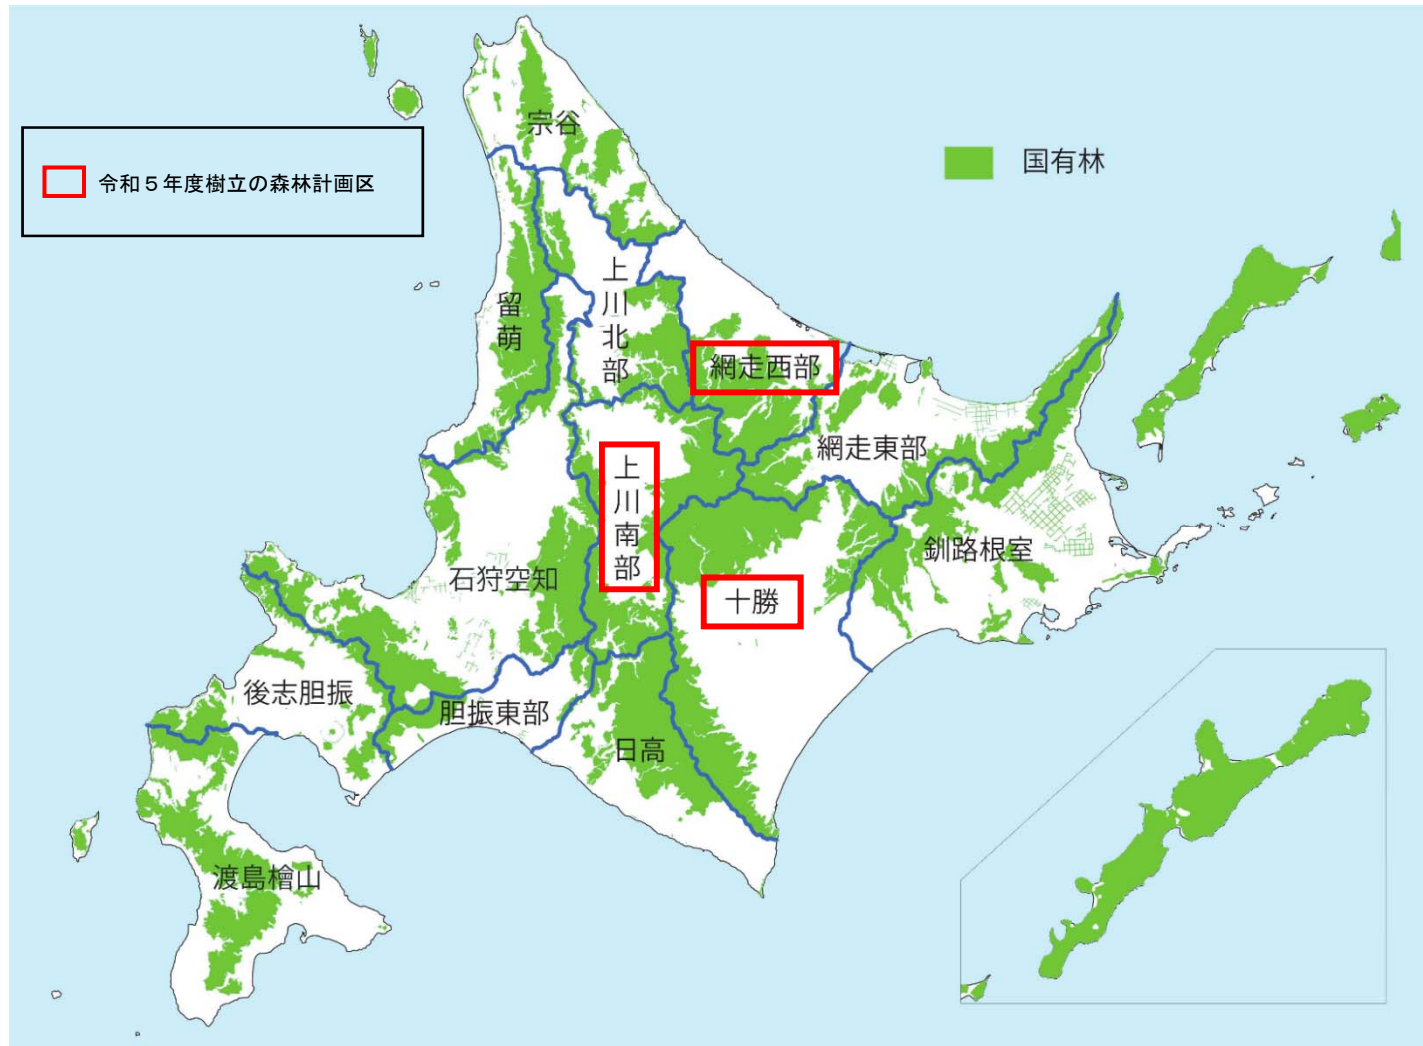 宗谷
国有林
令和５年度樹立の森林計画区
上川北部
留萌
網走西部
網走東部
上川南部
釧路根室
石狩空知
十勝
後志胆振
胆振東部
日高
渡島檜山